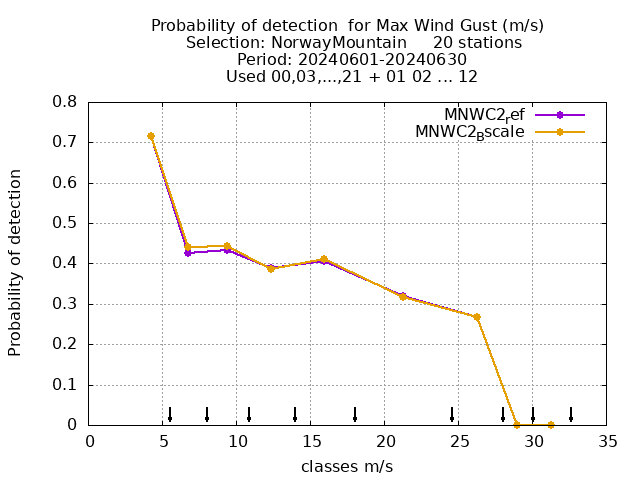 Probability of detection  for Max Wind Gust (m/s)
Selection: NorwayMountain     20 stations
Period: 20240601-20240630
Used 00,03,...,21 + 01 02 ... 12
MNWC2ref
MNWC2Bscale
Probability of detection
0.8
0.7
0.6
0.5
0.4
0.3
0.2
0.1
0
0 5 10 15 20 25 30 35
classes m/s